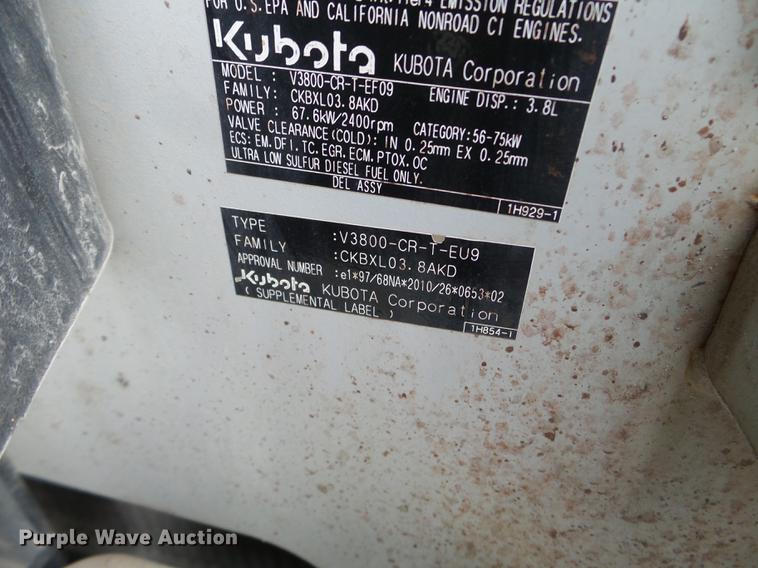 EMISSION REGULATIONS
FOR U.S. EPA AND CALIFORNIA NONROAD CI ENGINES.
Kubota KUBOTA Corporation
MODEL : V3800-CR-T-EF09 ENGINE DISP.: 3.8L
FAMILY: CKBXL03.8AKD
POWER : 67.6kW/2400rpm CATEGORY:56-75kW
VALVE CLEARANCE(COLD): IN 0.25mm EX 0.25mm
ECS: EM.DFI.TC.EGR.ECM.PTOX.OC
ULTRA LOW SULFUR DIESEL FUEL ONLY.
DEL ASSY
1H929-1
TYPE :V3800-CR-T-EU9
FAMILY :CKBXL03.8AKD
APPROVAL NUMBER :e1*97/68NA*2010/26*0653*02
Kubota KUBOTA Corporation
( SUPPLEMENTAL LABEL )
1H854-1
Purple Wave Auction